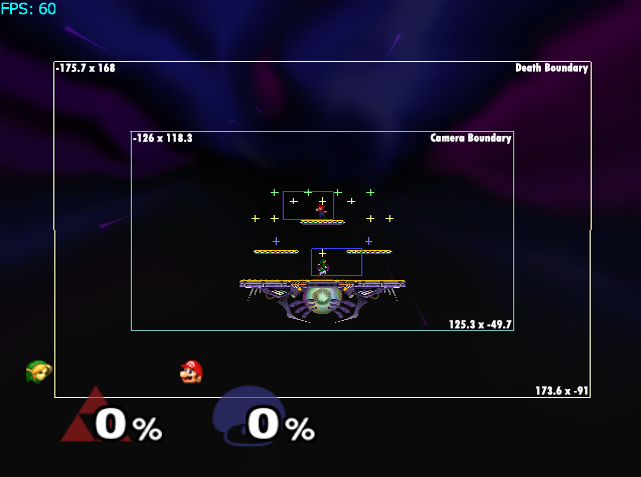 FPS: 60
-175.7 x 168
Death Boundary
-126 x 118.3
Camera Boundary
125.3 x -49.7
173.6 x -91
0%
0%